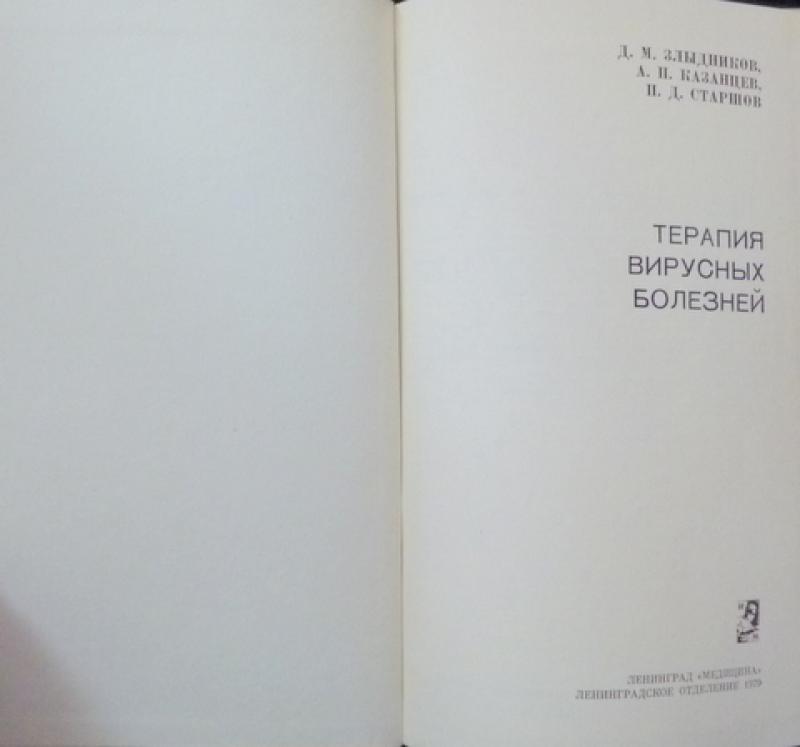 Д. М. ЗЛЫДНИКОВ,
А. П. КАЗАНЦЕВ,
П. Д. СТАРШОВ
ТЕРАПИЯ
ВИРУСНЫХ
БОЛЕЗНЕЙ
ЛЕНИНГРАД «МЕДИЦИНА»
ЛЕНИНГРАДСКОЕ ОТДЕЛЕНИЕ 1979